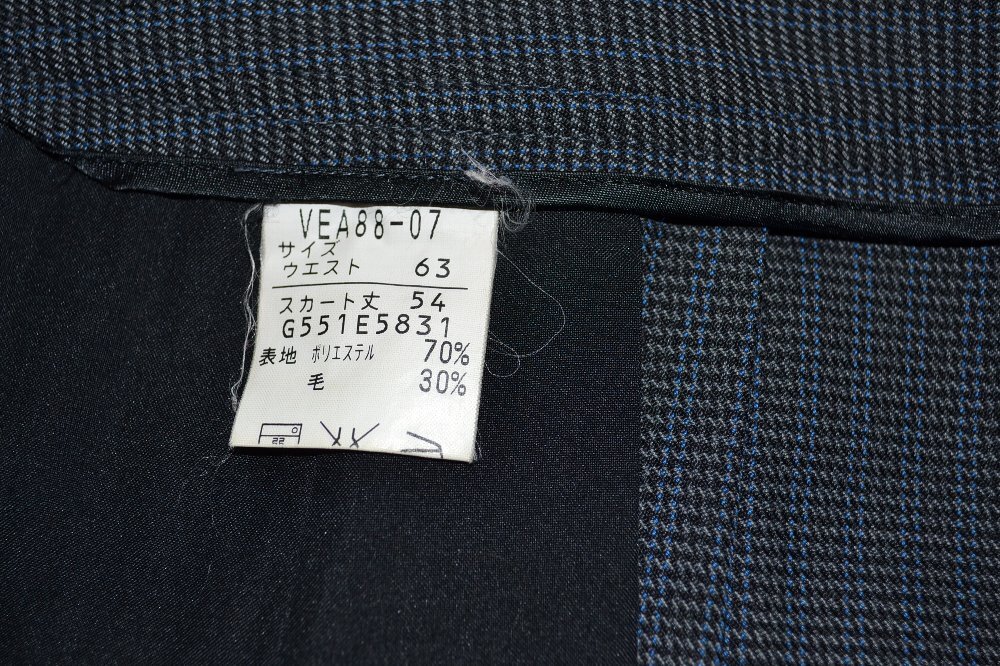 VEA88-07
サイズ
ウエスト 63
スカート丈 54
G551E5831
表地 ポリエステル 70%
毛 30%